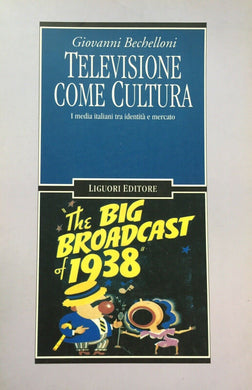 Giovanni Bechelloni
TELEVISIONE
COME CULTURA
I media italiani tra identità e mercato
LIGUORI EDITORE
"The BIG
BROADCAST
of 1938"